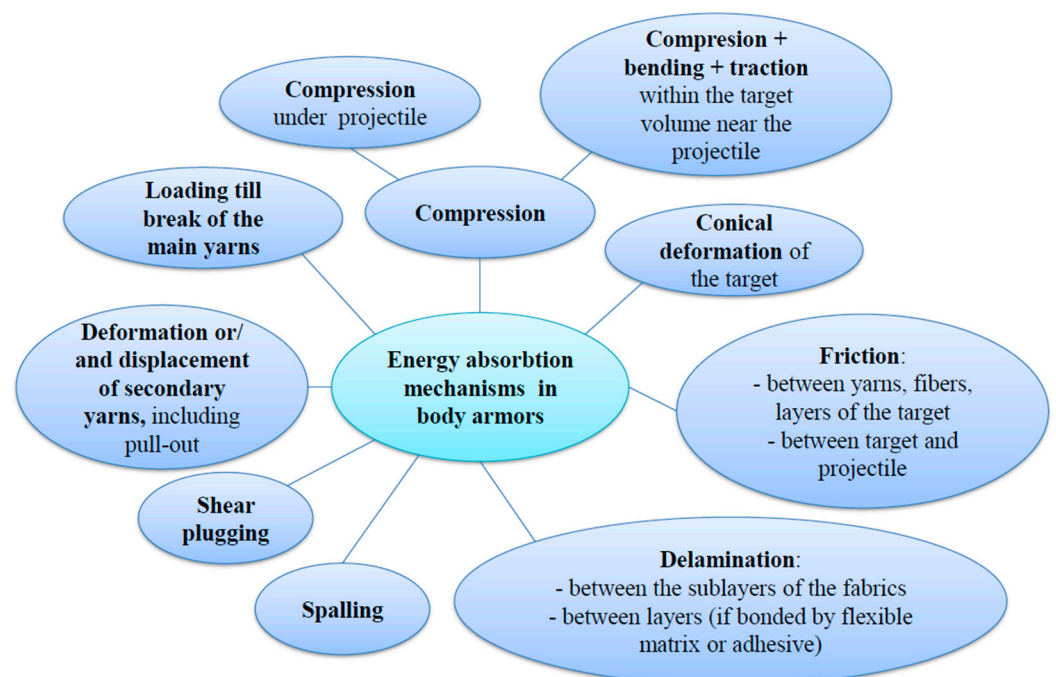 Compresion +
bending + traction
within the target
volume near the
projectile
Compression
under projectile
Loading till
break of the
main yarns
Compression
Conical
deformation of
the target
Deformation or/
and displacement
of secondary
yarns, including
pull-out
Energy absorbtion
mechanisms in
body armors
Friction:
- between yarns, fibers,
layers of the target
- between target and
projectile
Shear
plugging
Spalling
Delamination:
- between the sublayers of the fabrics
- between layers (if bonded by flexible
matrix or adhesive)